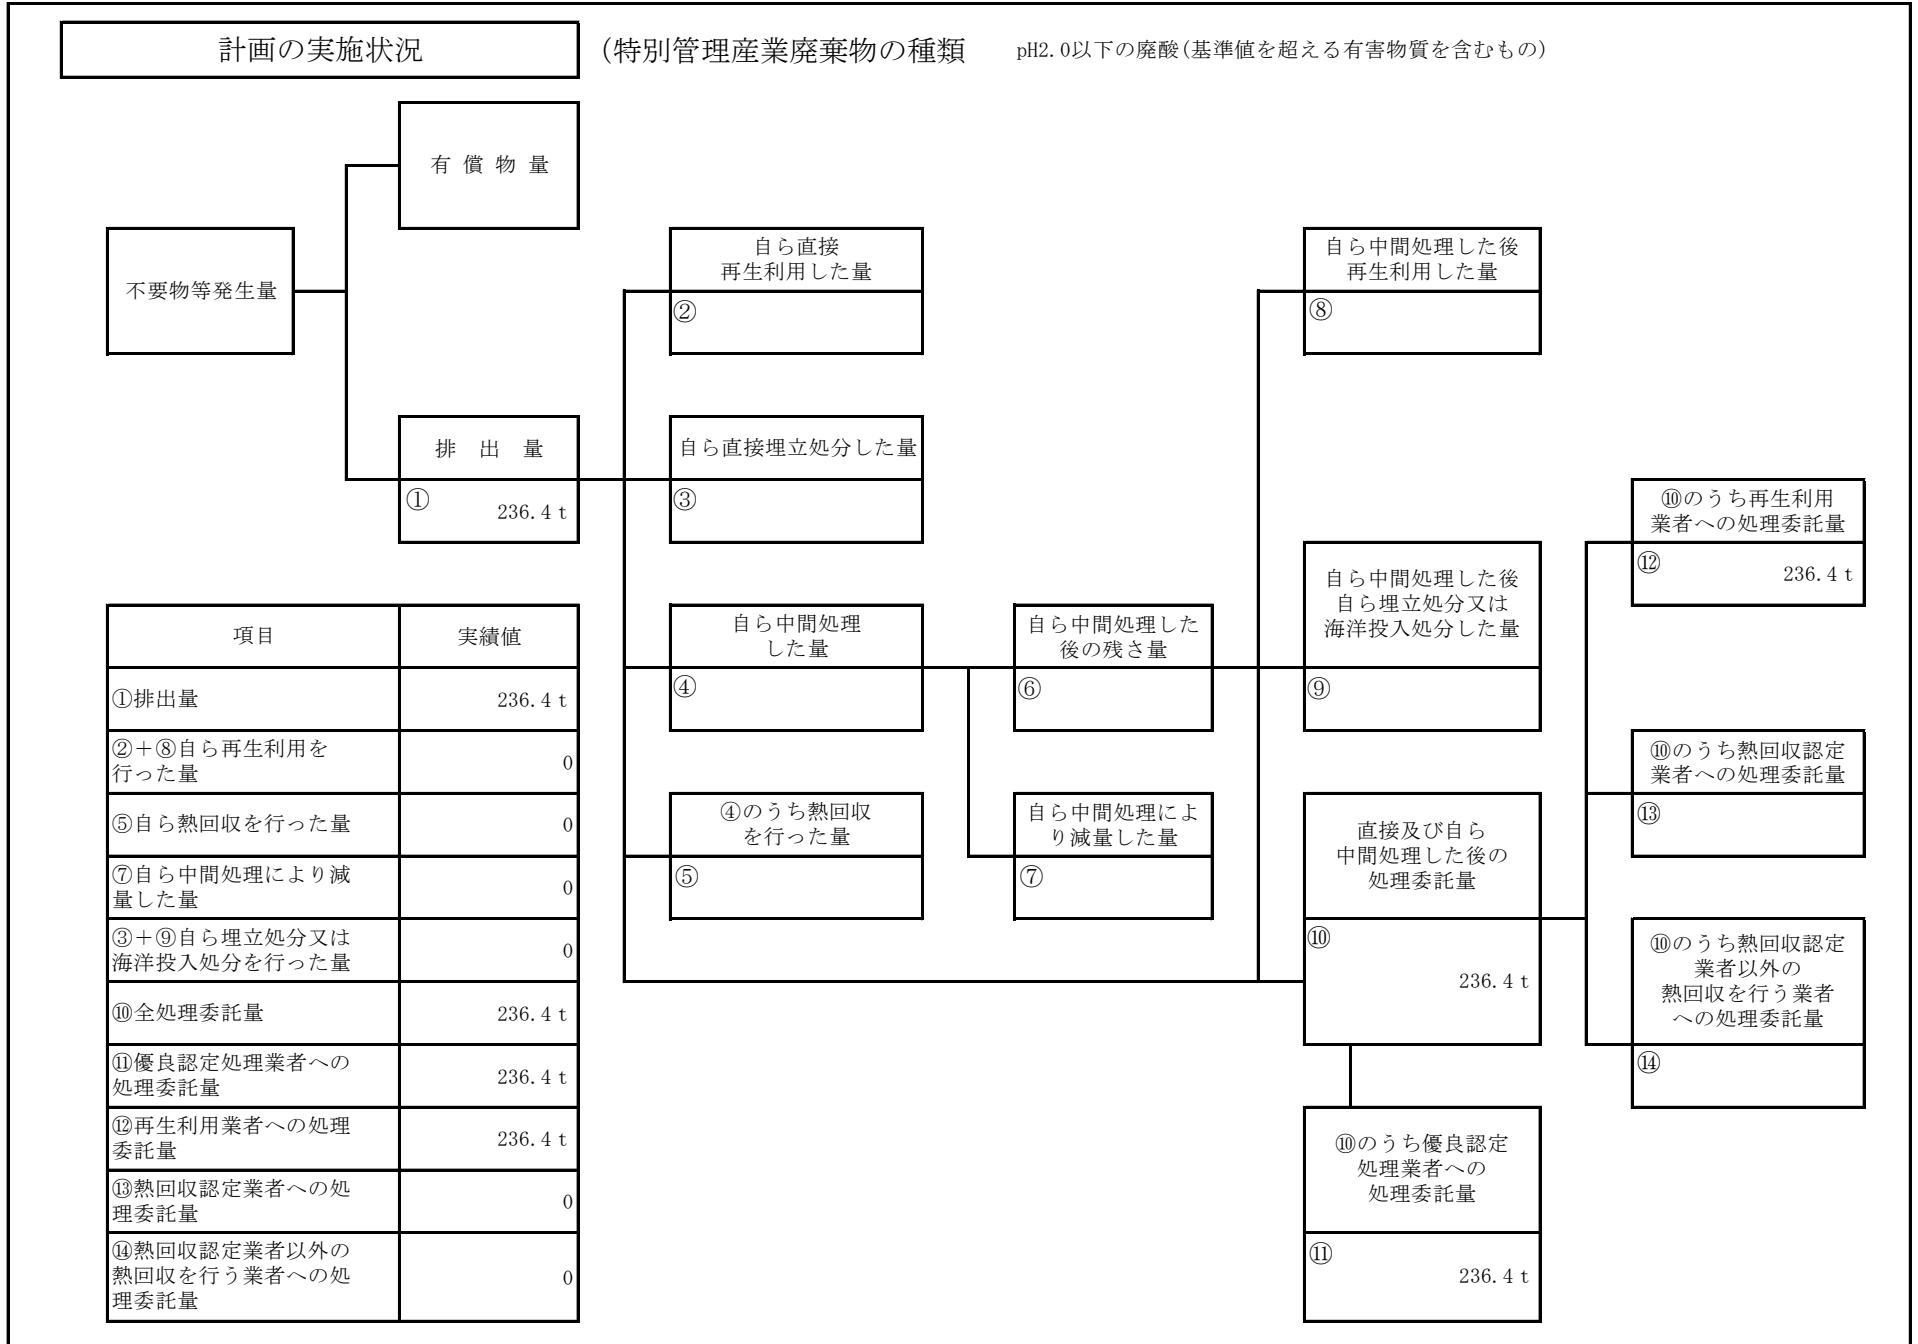 計画の実施状況
(特別管理産業廃棄物の種類 pH2.0以下の廃酸(基準値を超える有害物質を含むもの)
有償物量
不要物等発生量
自ら直接
再生利用した量
②
自ら中間処理した後
再生利用した量
⑧
排出量
① 236.4ｔ
自ら直接埋立処分した量
③
⑩のうち再生利用
業者への処理委託量
⑫ 236.4ｔ
自ら中間処理
した量
④
自ら中間処理した
後の残さ量
⑥
自ら中間処理した後
自ら埋立処分又は
海洋投入処分した量
⑨
⑩のうち熱回収認定
業者への処理委託量
⑬
④のうち熱回収
を行った量
⑤
自ら中間処理によ
り減量した量
⑦
直接及び自ら
中間処理した後の
処理委託量
⑩
236.4ｔ
⑩のうち熱回収認定
業者以外の
熱回収を行う業者
への処理委託量
⑭
⑩のうち優良認定
処理業者への
処理委託量
⑪
236.4ｔ
項目 実績値
①排出量 236.4ｔ
②＋⑧自ら再生利用を
行った量 0
⑤自ら熱回収を行った量 0
⑦自ら中間処理により減
量した量 0
③＋⑨自ら埋立処分又は
海洋投入処分を行った量 0
⑩全処理委託量 236.4ｔ
⑪優良認定処理業者への
処理委託量 236.4ｔ
⑫再生利用業者への処理
委託量 236.4ｔ
⑬熱回収認定業者への処
理委託量 0
⑭熱回収認定業者以外の
熱回収を行う業者への処
理委託量 0